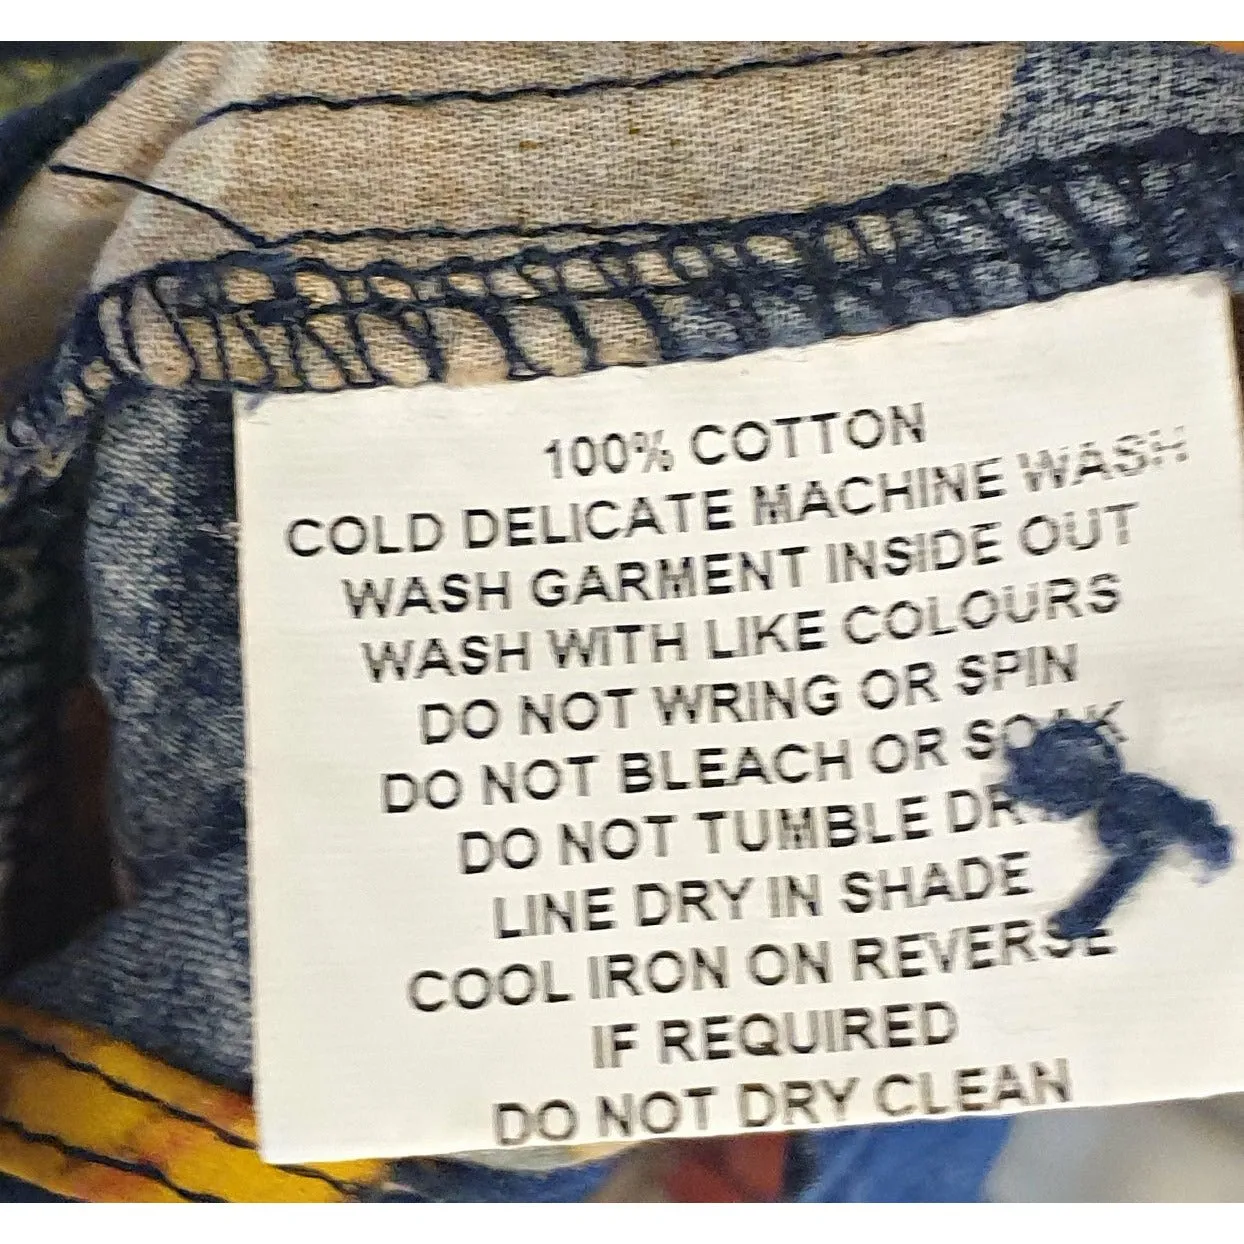 100% COTTON
COLD DELICATE MACHINE WASH
WASH GARMENT INSIDE OUT
WASH WITH LIKE COLOURS
DO NOT WRING OR SPIN
DO NOT BLEACH OR SOAK
DO NOT TUMBLE DRY
LINE DRY IN SHADE
COOL IRON ON REVERSE
IF REQUIRED
DO NOT DRY CLEAN